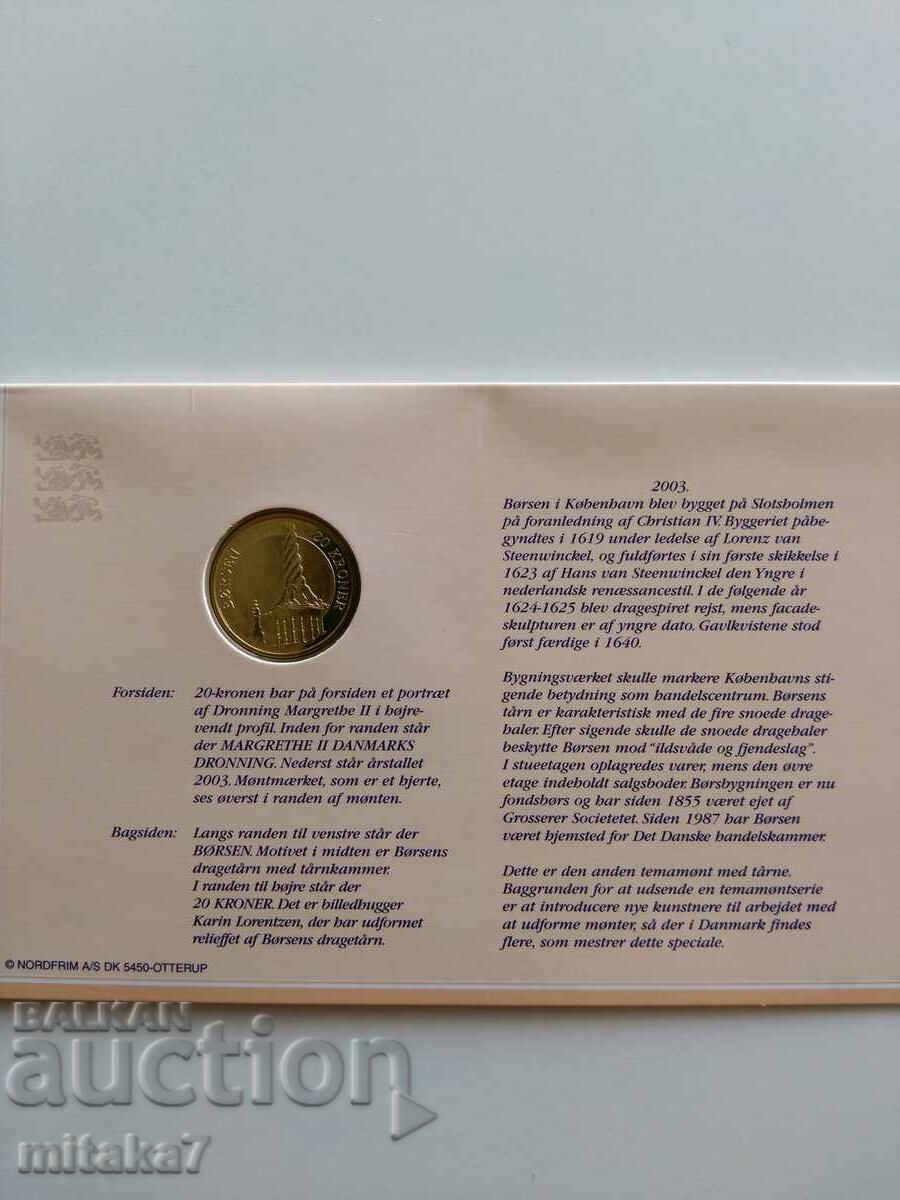 BØRSEN
20 KRONER
Forsiden: 20-kronen har på forsiden et portræt
af Dronning Margrethe II i højre-
vendt profil. Inden for randen står
der MARGRETHE II DANMARKS
DRONNING. Nederst står årstallet
2003. Møntmærket, som er et hjerte,
ses øverst i randen af mønten.
Bagsiden: Langs randen til venstre står der
BØRSEN. Motivet i midten er Børsens
dragetårn med tårnkammer.
I randen til højre står der
20 KRONER. Det er billedhugger
Karin Lorentzen, der har udformet
relieffet af Børsens dragetårn.
© NORDFRIM A/S DK 5450-OTTERUP
2003.
Børsen i København blev bygget på Slotsholmen
på foranledning af Christian IV. Byggeriet påbe-
gyndtes i 1619 under ledelse af Lorenz van
Steenwinckel, og fuldførtes i sin første skikkelse i
1623 af Hans van Steenwinckel den Yngre i
nederlandsk renæssancestil. I de følgende år
1624-1625 blev dragespiret rejst, mens facade-
skulpturen er af yngre dato. Gavlkvistene stod
først færdige i 1640.
Bygningsværket skulle markere Københavns sti-
gende betydning som handelscentrum. Børsens
tårn er karakteristisk med de fire snoede drage-
haler. Efter sigende skulle de snoede dragehaler
beskytte Børsen mod "ildsvåde og fjendeslag".
I stueetagen oplagredes varer, mens den øvre
etage indeholdt salgsboder. Børsbygningen er nu
fondsbørs og har siden 1855 været ejet af
Grosserer Societetet. Siden 1987 har Børsen
været hjemsted for Det Danske handelskammer.
Dette er den anden temamønt med tårne.
Baggrunden for at udsende en temamøntserie
er at introducere nye kunstnere til arbejdet med
at udforme mønter, så der i Danmark findes
flere, som mestrer dette speciale.
BALKAN
auction
mitaka7